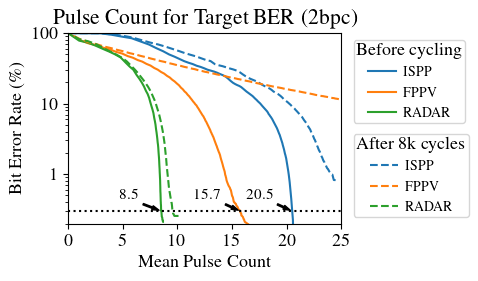 Pulse Count for Target BER (2bpc)
Bit Error Rate (%)
100
10
1
8.5
15.7
20.5
0
5
10
15
20
25
Mean Pulse Count
Before cycling
ISPP
FPPV
RADAR
After 8k cycles
ISPP
FPPV
RADAR